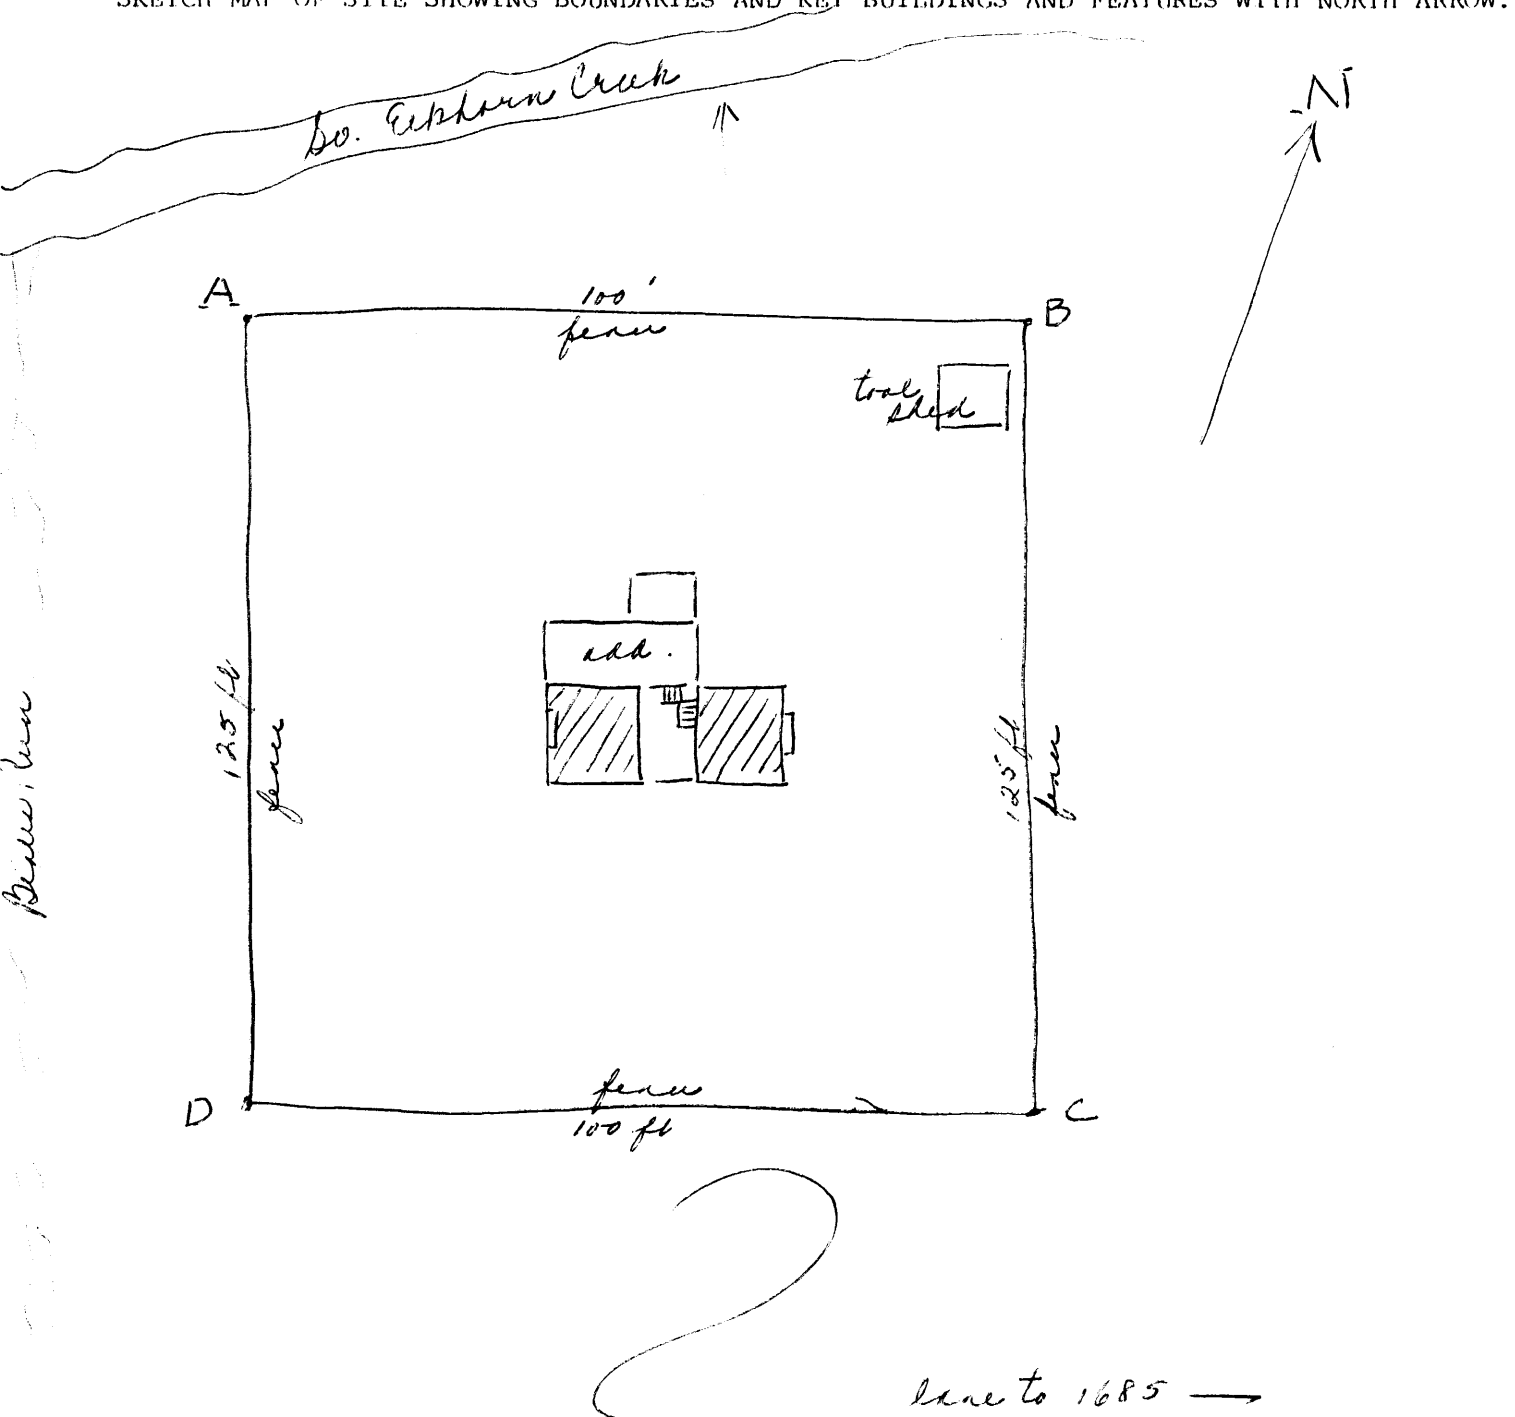 SKETCH MAP OF SITE SHOWING BOUNDARIES AND KEY BUILDINGS AND FEATURES WITH NORTH ARROW.
So. Elkhorn Creek
N
A
100'
fence
B
tool
shed
add.
125 ft
fence
125 ft
fence
Run
D
fence
100 ft
C
lane to 1685